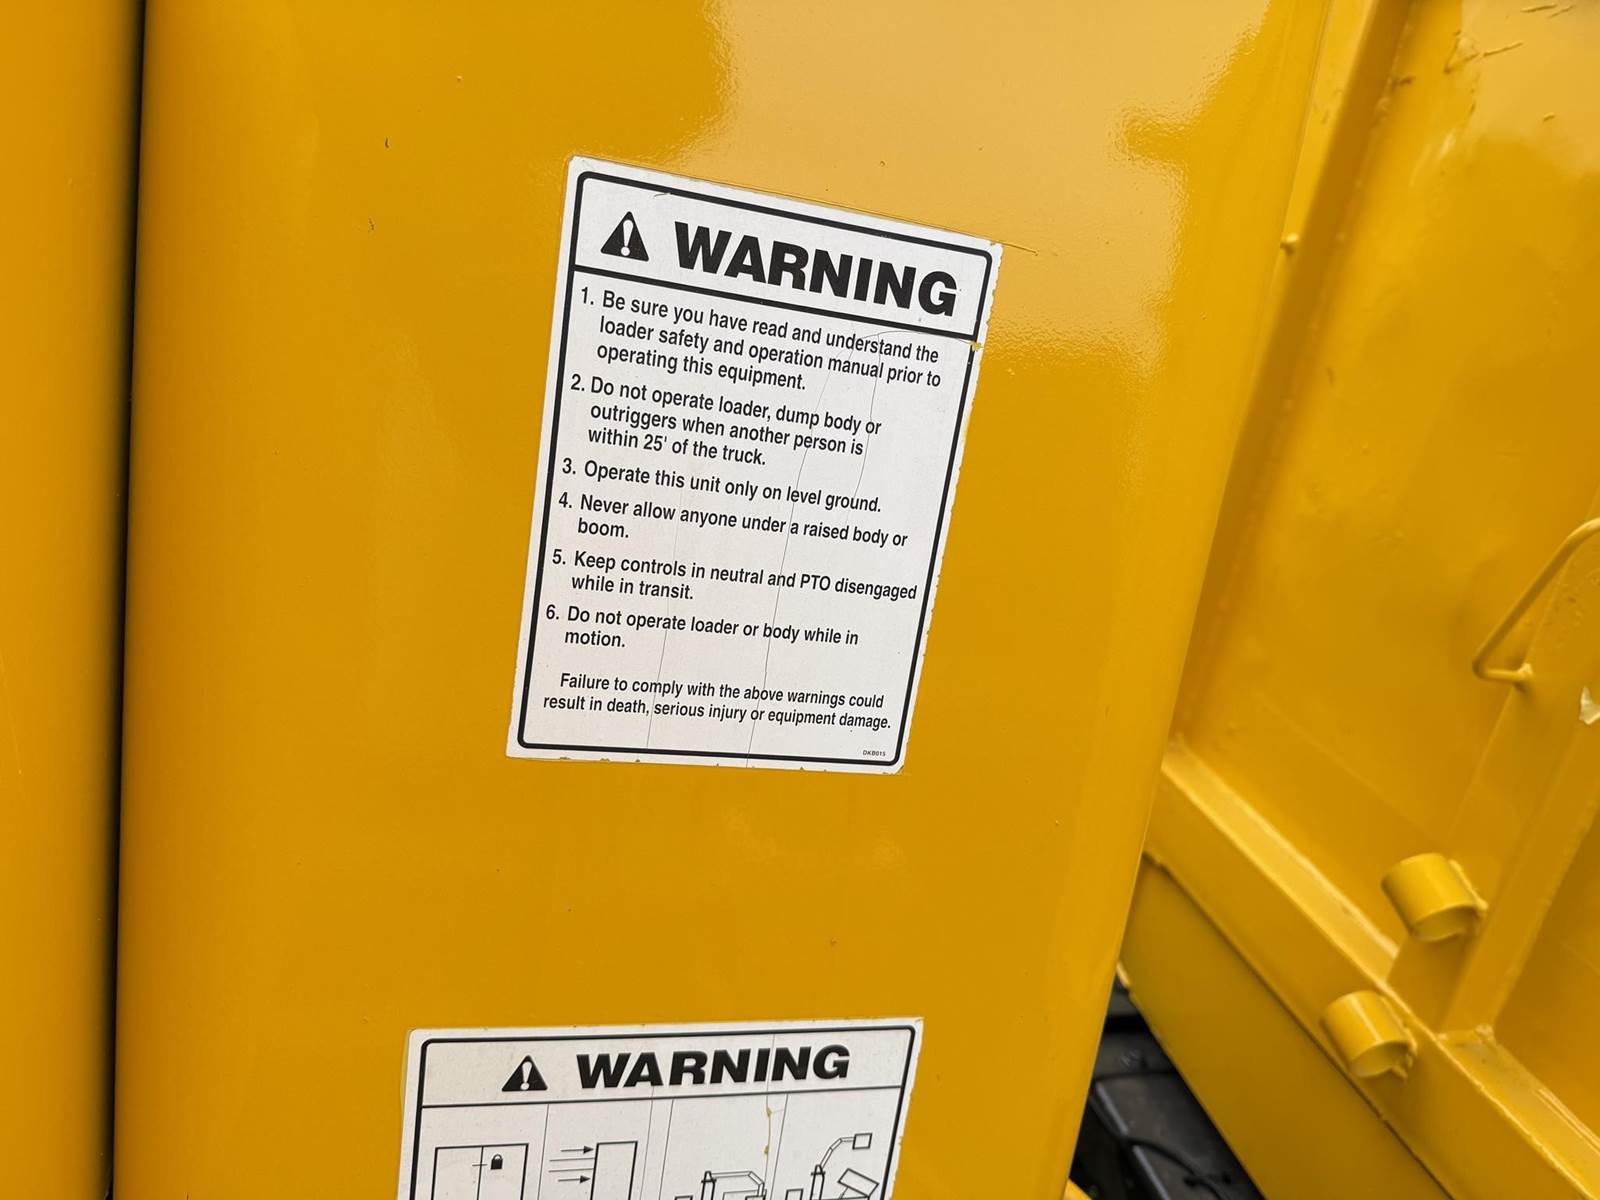 WARNING
1. Be sure you have read and understand the
loader safety and operation manual prior to
operating this equipment.
2. Do not operate loader, dump body or
outriggers when another person is
within 25' of the truck.
3. Operate this unit only on level ground.
4. Never allow anyone under a raised body or
boom.
5. Keep controls in neutral and PTO disengaged
while in transit.
6. Do not operate loader or body while in
motion.
Failure to comply with the above warnings could
result in death, serious injury or equipment damage.
DKB015
WARNING